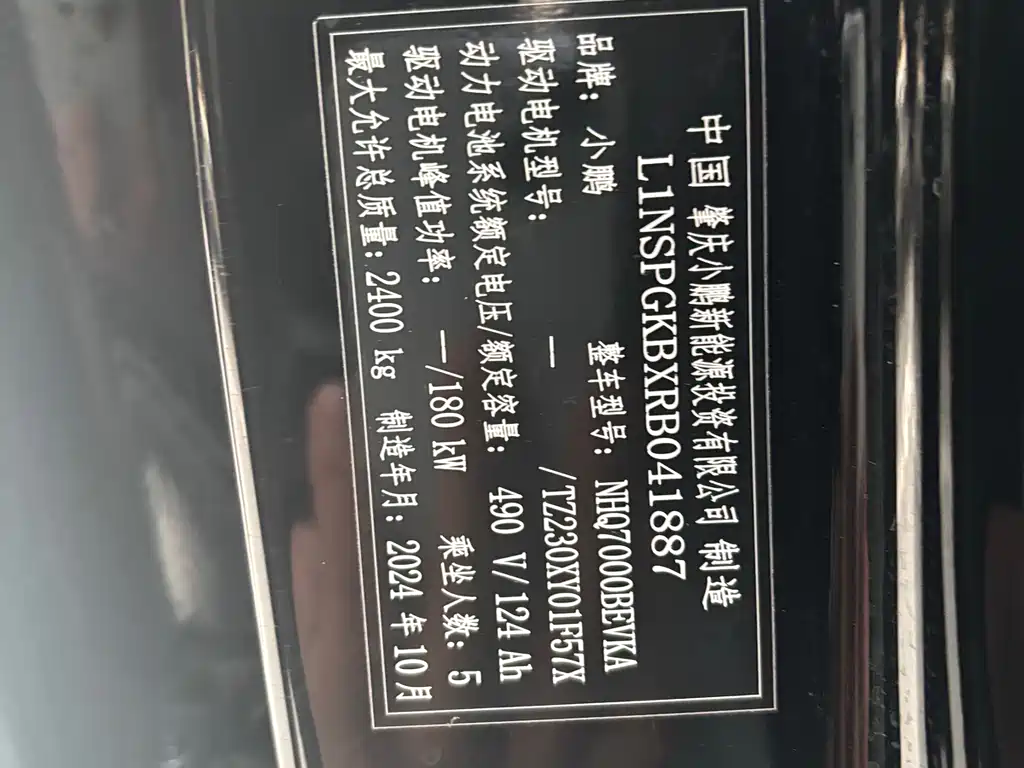 中国 肇庆小鹏新能源投资有限公司 制造
L1NSPGKBXRB041887
品牌: 小鹏 整车型号: NHQ7000BEVKA
驱动电机型号: — /TZ230XY01F57X
动力电池系统额定电压/额定容量: 490 V/124 Ah
驱动电机峰值功率: —/180 kW 乘坐人数: 5
最大允许总质量: 2400 kg 制造年月: 2024 年 10 月